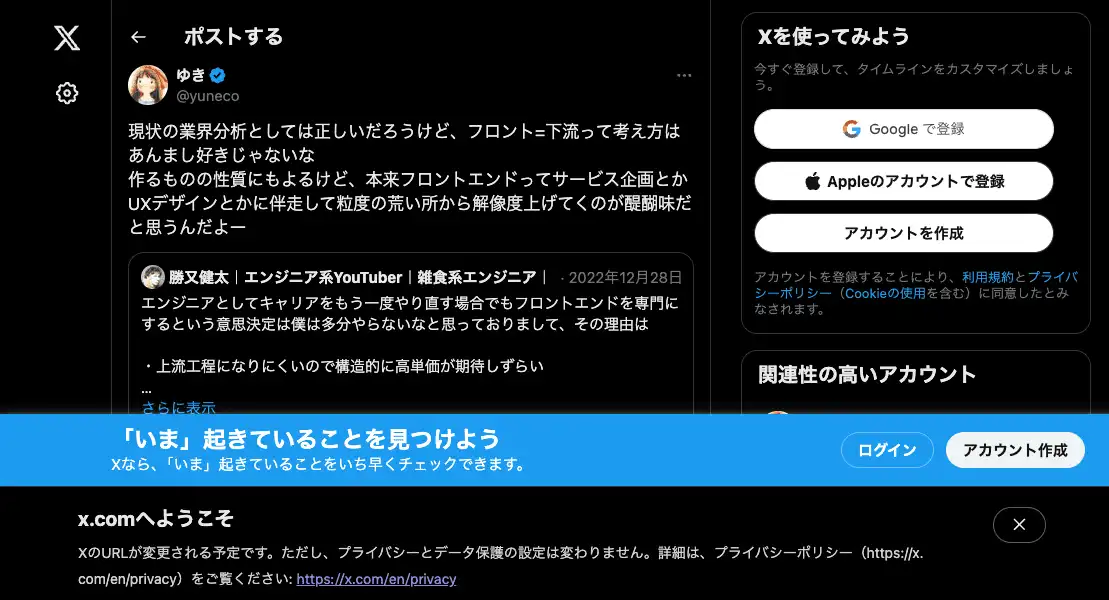 ポストする
ゆき
@yuneco
現状の業界分析としては正しいだろうけど、フロント=下流って考え方は
あんまし好きじゃないな
作るものの性質にもよるけど、本来フロントエンドってサービス企画とか
UXデザインとかに伴走して粒度の荒い所から解像度上げてくのが醍醐味だ
と思うんだよー
勝又健太｜エンジニア系YouTuber｜雑食系エンジニア｜ · 2022年12月28日
エンジニアとしてキャリアをもう一度やり直す場合でもフロントエンドを専門に
するという意思決定は僕は多分やらないなと思っておりまして、その理由は
・上流工程になりにくいので構造的に高単価が期待しずらい
...
さらに表示
Xを使ってみよう
今すぐ登録して、タイムラインをカスタマイズしましょ
う。
Google で登録
Appleのアカウントで登録
アカウントを作成
アカウントを登録することにより、利用規約とプライバ
シーポリシー（Cookieの使用を含む）に同意したとみ
なされます。
関連性の高いアカウント
「いま」起きていることを見つけよう
Xなら、「いま」起きていることをいち早くチェックできます。
ログイン
アカウント作成
x.comへようこそ
XのURLが変更される予定です。ただし、プライバシーとデータ保護の設定は変わりません。詳細は、プライバシーポリシー（https://x.
com/en/privacy）をご覧ください: https://x.com/en/privacy